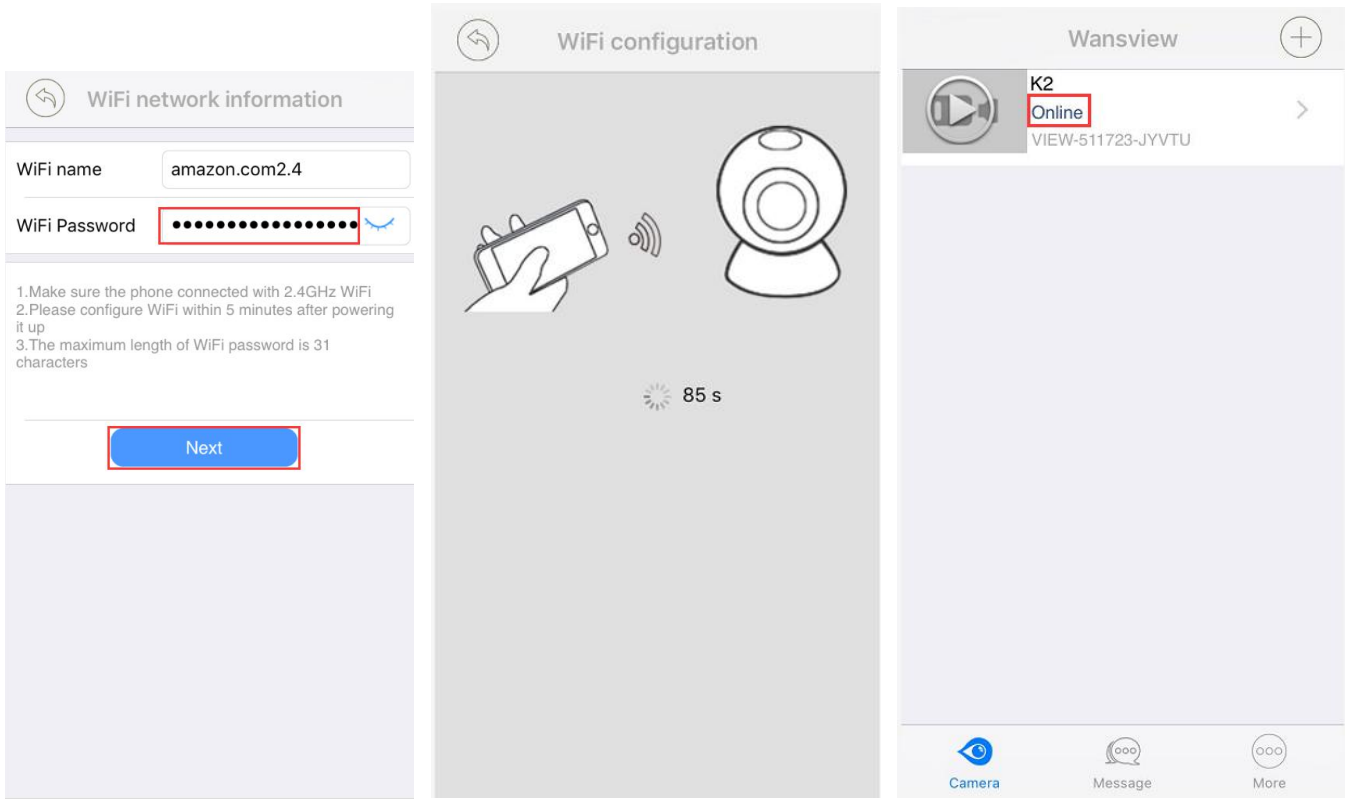 WiFi network information
WiFi name
amazon.com2.4
WiFi Password
•••••••••••••••••
1.Make sure the phone connected with 2.4GHz WiFi
2.Please configure WiFi within 5 minutes after powering
it up
3.The maximum length of WiFi password is 31
characters
Next
WiFi configuration
85 s
Wansview
K2
Online
VIEW-511723-JYVTU
Camera
Message
More